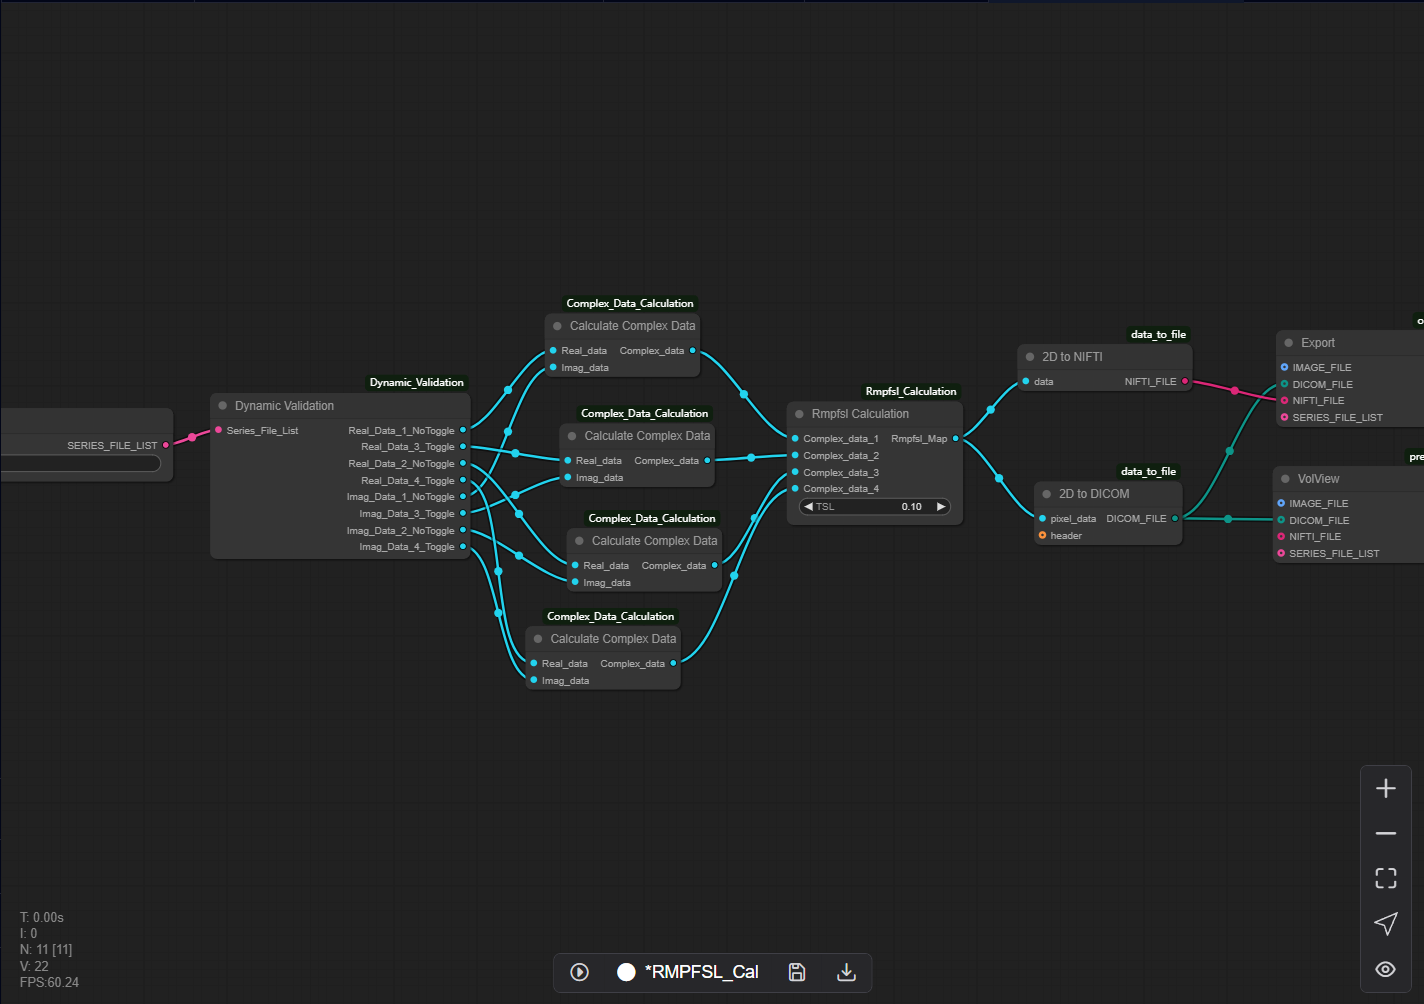 SERIES_FILE_LIST
Dynamic_Validation
Dynamic Validation
Series_File_List
Real_Data_1_NoToggle
Real_Data_3_Toggle
Real_Data_2_NoToggle
Real_Data_4_Toggle
Imag_Data_1_NoToggle
Imag_Data_3_Toggle
Imag_Data_2_NoToggle
Imag_Data_4_Toggle
Complex_Data_Calculation
Calculate Complex Data
Real_data Complex_data
Imag_data
Complex_Data_Calculation
Calculate Complex Data
Real_data Complex_data
Imag_data
Complex_Data_Calculation
Calculate Complex Data
Real_data Complex_data
Imag_data
Complex_Data_Calculation
Calculate Complex Data
Real_data Complex_data
Imag_data
Rmpfsl_Calculation
Rmpfsl Calculation
Complex_data_1 Rmpfsl_Map
Complex_data_2
Complex_data_3
Complex_data_4
TSL 0.10
data_to_file
2D to NIFTI
data NIFTI_FILE
data_to_file
2D to DICOM
pixel_data DICOM_FILE
header
o
Export
IMAGE_FILE
DICOM_FILE
NIFTI_FILE
SERIES_FILE_LIST
pre
VolView
IMAGE_FILE
DICOM_FILE
NIFTI_FILE
SERIES_FILE_LIST
T: 0.00s
I: 0
N: 11 [11]
V: 22
FPS:60.24
*RMPFSL_Cal